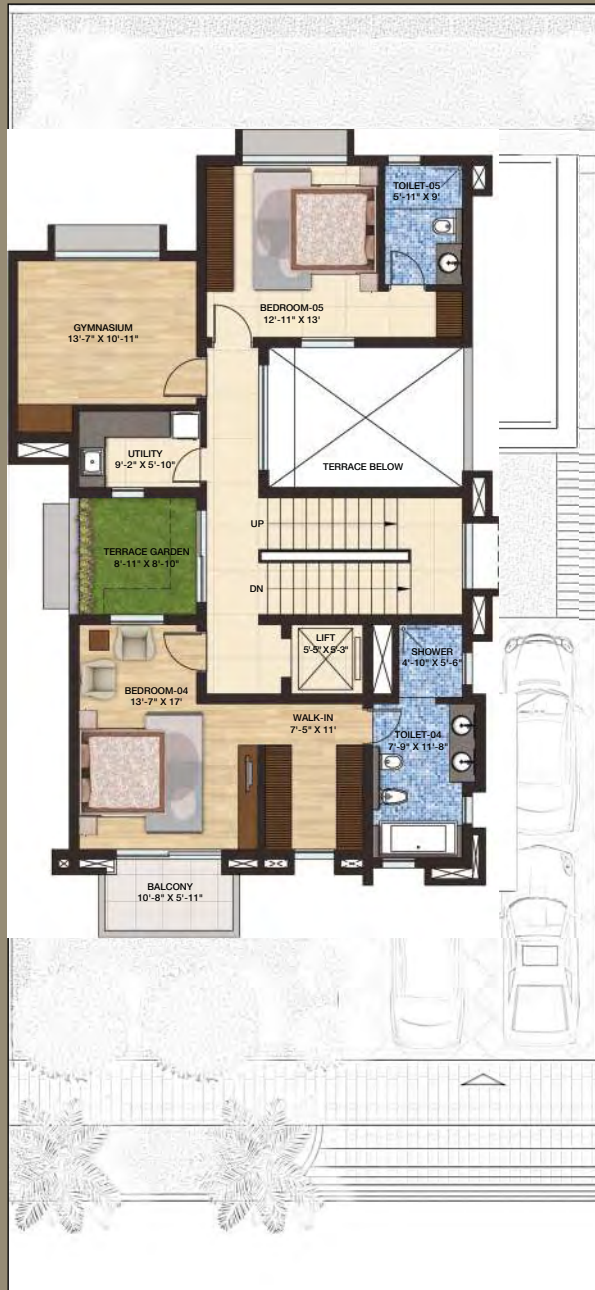 TOILET-05
5'-11" X 9'
BEDROOM-05
12'-11" X 13'
GYMNASIUM
13'-7" X 10'-11"
UTILITY
9'-2" X 5'-10"
TERRACE BELOW
UP
TERRACE GARDEN
8'-11" X 8'-10"
DN
LIFT
5'-5" X 5'-3"
SHOWER
4'-10" X 5'-6"
BEDROOM-04
13'-7" X 17'
WALK-IN
7'-5" X 11'
TOILET-04
7'-9" X 11'-8"
BALCONY
10'-8" X 5'-11"